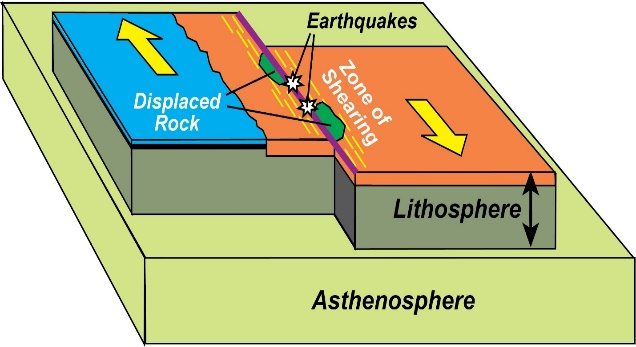 Earthquakes
Displaced
Rock
Zone of
Shearing
Lithosphere
Asthenosphere